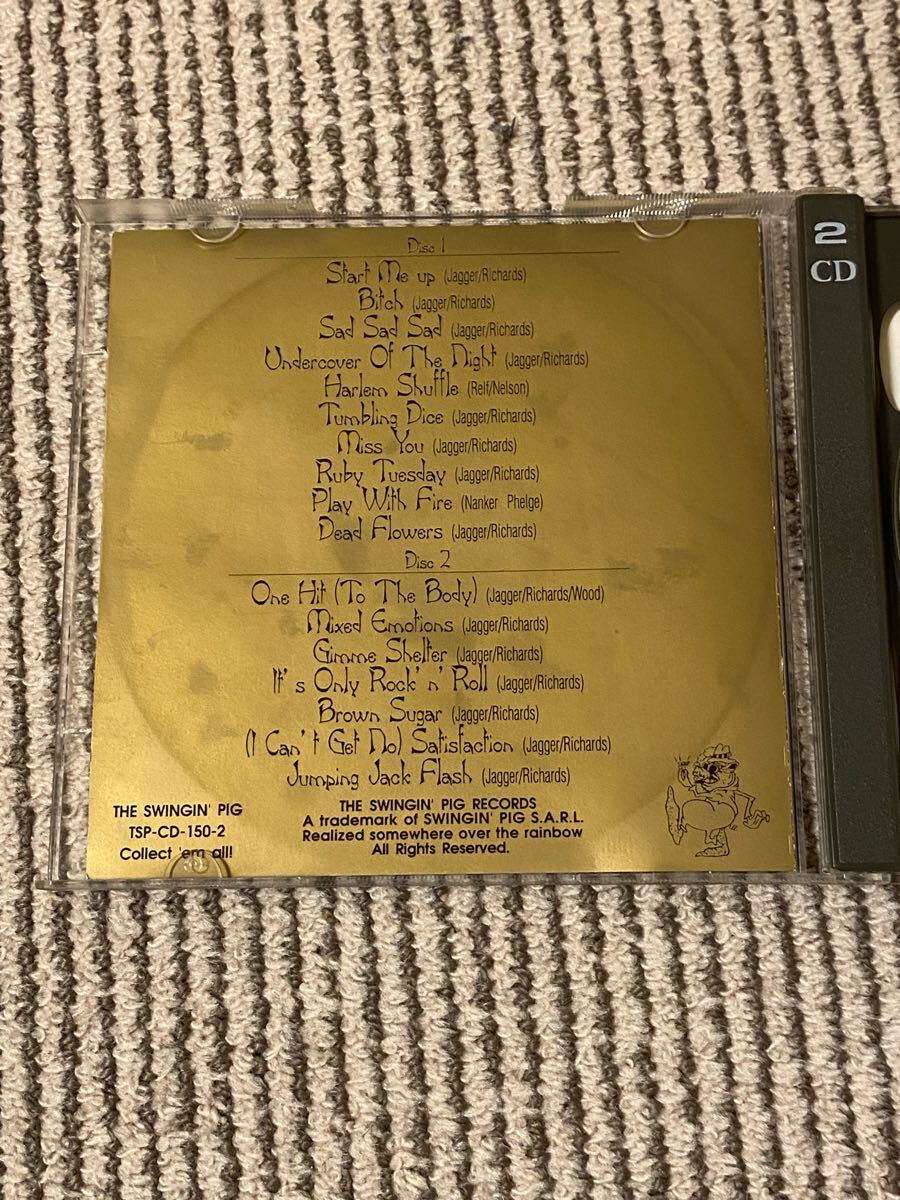 Disc 1
Start Me up (Jagger/Richards)
Bitch (Jagger/Richards)
Sad Sad Sad (Jagger/Richards)
Undercover Of The Night (Jagger/Richards)
Harlem Shuffle (Relf/Nelson)
Tumbling Dice (Jagger/Richards)
Miss You (Jagger/Richards)
Ruby Tuesday (Jagger/Richards)
Play With Fire (Nanker Phelge)
Dead Flowers (Jagger/Richards)
Disc 2
One Hit (To The Body) (Jagger/Richards/Wood)
Mixed Emotions (Jagger/Richards)
Gimme Shelter (Jagger/Richards)
It's Only Rock'n' Roll (Jagger/Richards)
Brown Sugar (Jagger/Richards)
(I Can't Get No) Satisfaction (Jagger/Richards)
Jumping Jack Flash (Jagger/Richards)
THE SWINGIN' PIG
TSP-CD-150-2
Collect 'em all!
THE SWINGIN' PIG RECORDS
A trademark of SWINGIN' PIG S.A.R.L.
Realized somewhere over the rainbow
All Rights Reserved.
2
CD